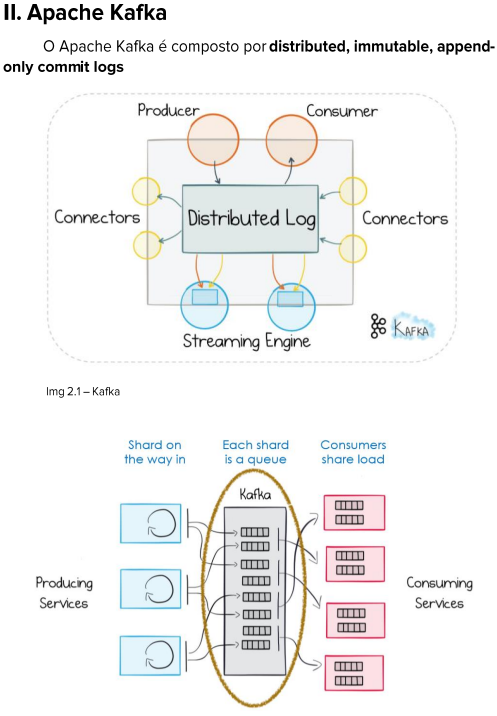 II. Apache Kafka
O Apache Kafka é composto por distributed, immutable, append-
only commit logs
Producer
Consumer
Connectors
Distributed Log
Connectors
Streaming Engine
KAFKA
Img 2.1 – Kafka
Shard on
the way in
Each shard
is a queue
Consumers
share load
Kafka
Producing
Services
Consuming
Services